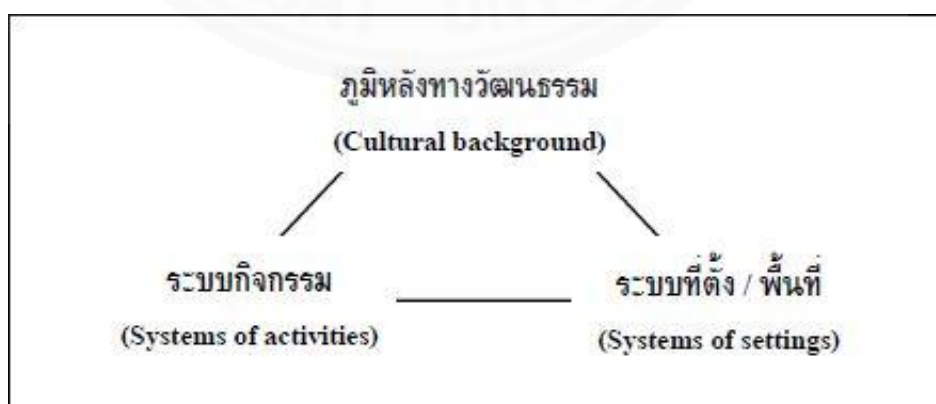 ภูมิหลังทางวัฒนธรรม
(Cultural background)
ระบบกิจกรรม
(Systems of activities)
ระบบที่ตั้ง / พื้นที่
(Systems of settings)